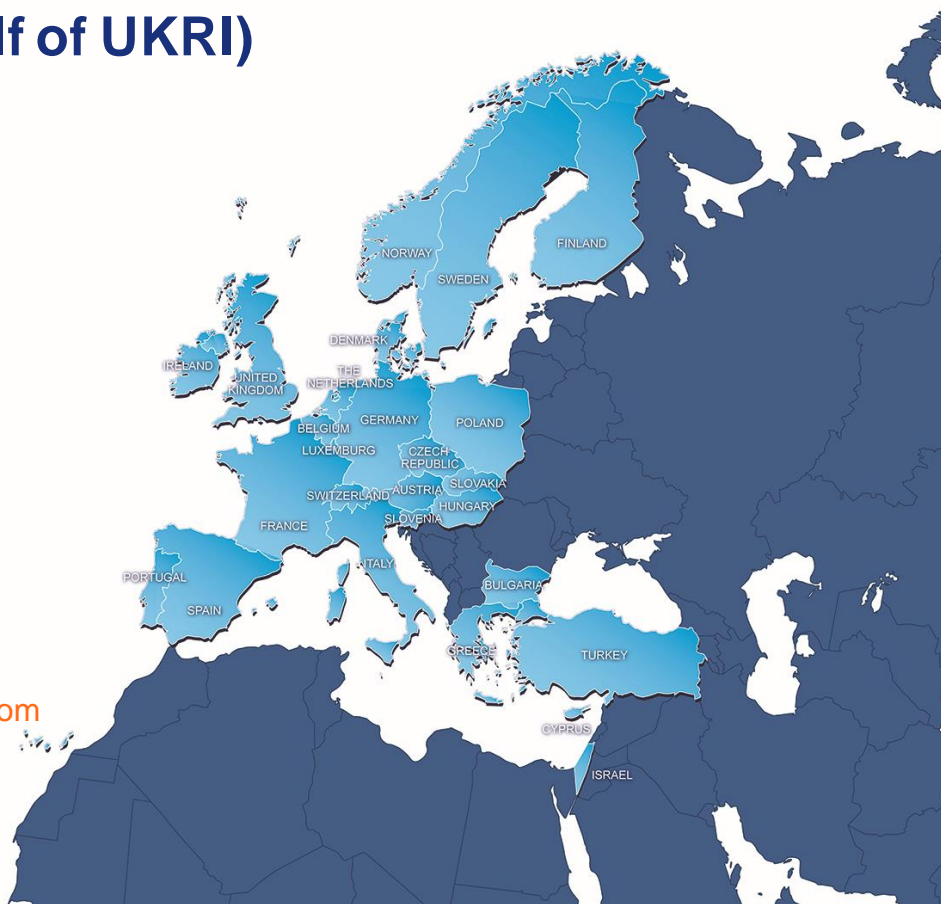 lf of UKRI)
NORWAY
FINLAND
SWEDEN
DENMARK
IRELAND
UNITED
KINGDOM
THE
NETHERLANDS
GERMANY
POLAND
BELGIUM
LUXEMBURG
CZECH
REPUBLIC
SLOVAKIA
SWITZERLAND
AUSTRIA
HUNGARY
SLOVENIA
FRANCE
ITALY
PORTUGAL
SPAIN
BULGARIA
GREECE
TURKEY
om
CYPRUS
ISRAEL